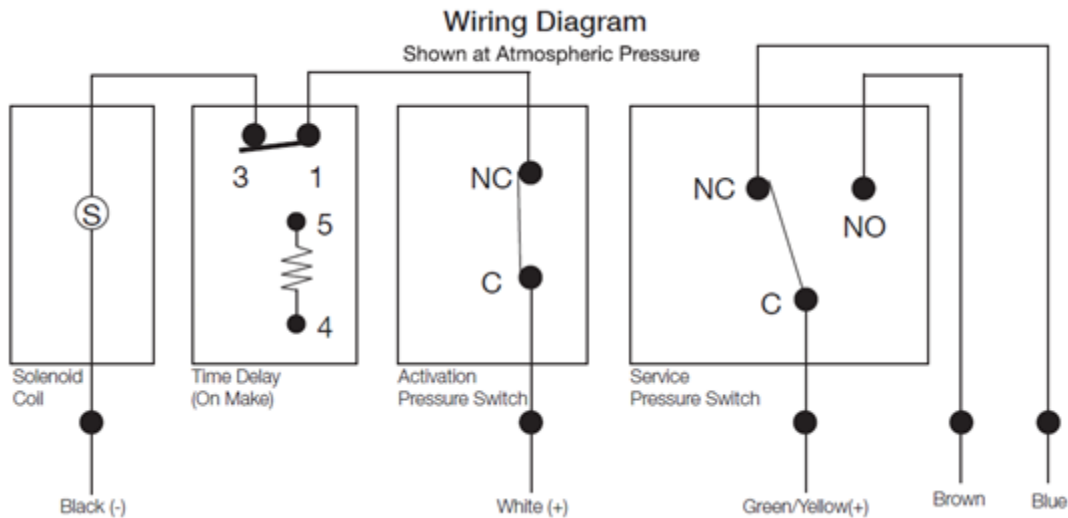 Wiring Diagram
Shown at Atmospheric Pressure
3 1
5
4
S
NC
C
NC
NO
C
Solenoid
Coil
Time Delay
(On Make)
Activation
Pressure Switch
Service
Pressure Switch
Black (-)
White (+)
Green/Yellow(+)
Brown
Blue